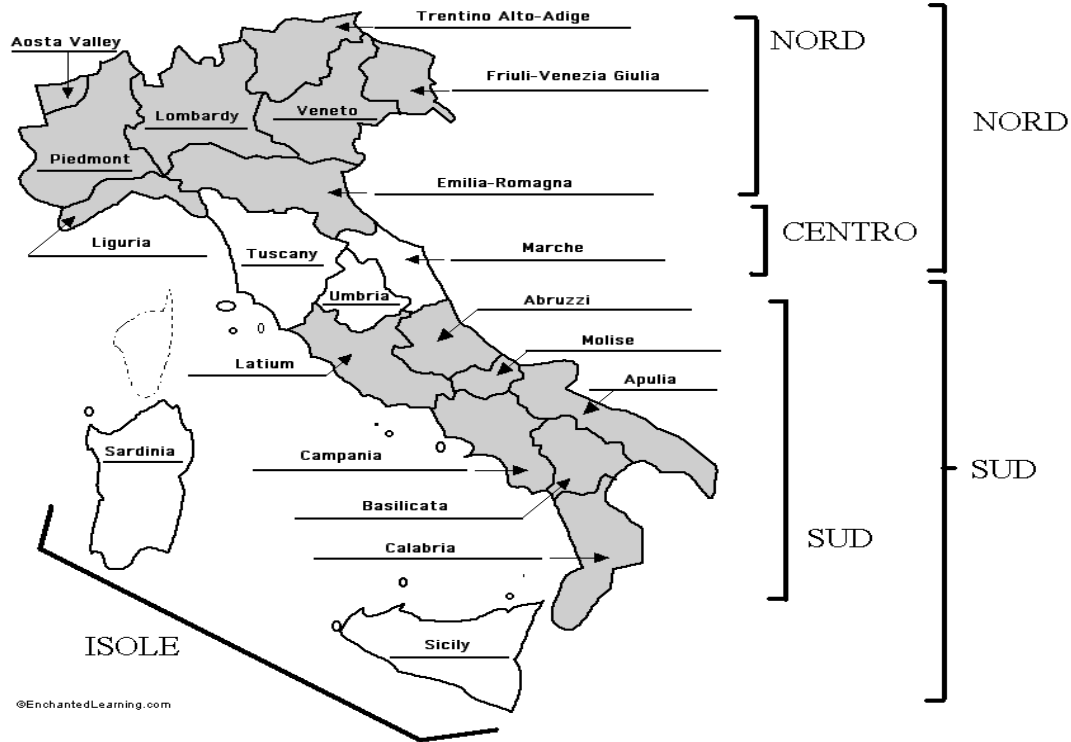 Trentino Alto-Adige
NORD
Aosta Valley
Friuli-Venezia Giulia
Veneto
Lombardy
NORD
Piedmont
Emilia-Romagna
CENTRO
Liguria
Tuscany
Marche
Umbria
Abruzzi
Molise
Latium
Apulia
Sardinia
Campania
SUD
Basilicata
SUD
Calabria
ISOLE
Sicily
©EnchantedLearning.com